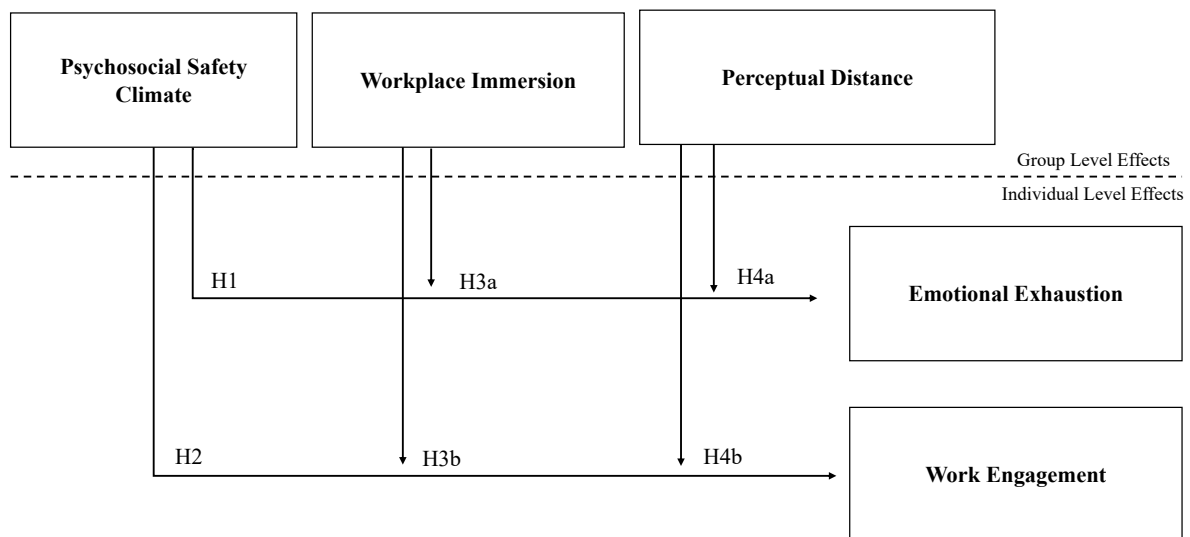 Psychosocial Safety
Climate
Workplace Immersion
Perceptual Distance
Group Level Effects
Individual Level Effects
H1
H3a
H4a
Emotional Exhaustion
H2
H3b
H4b
Work Engagement